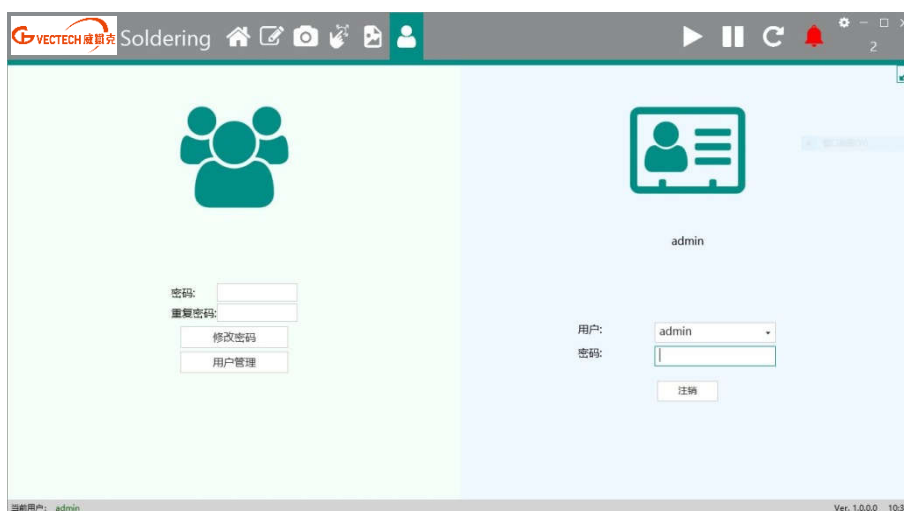 VECTECH威
克 Soldering
2
admin
密码:
重复密码:
修改密码
用户管理
用户: admin
密码:
注销
当前用户: admin
Ver. 1.0.0.0 10:3